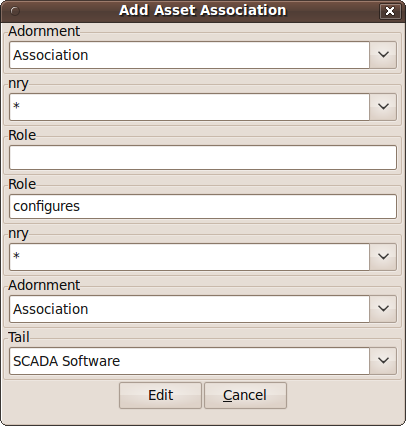 Add Asset Association
Adornment
Association
nry
*
Role
Role
configures
nry
*
Adornment
Association
Tail
SCADA Software
Edit Cancel